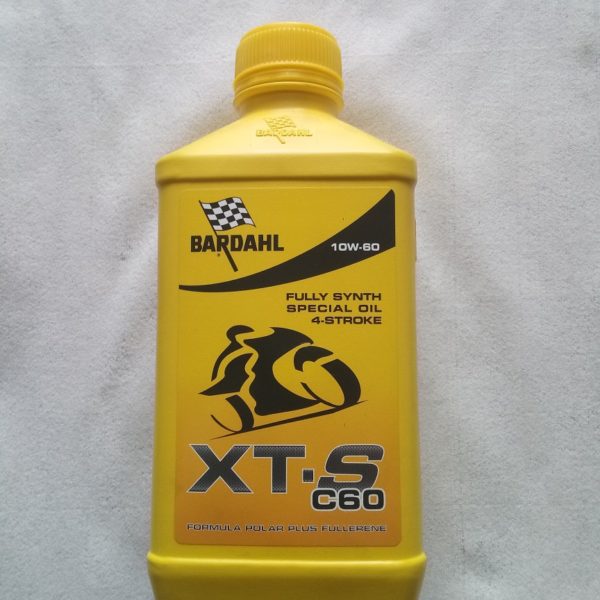 BARDAHL
BARDAHL
10W-60
FULLY SYNTH
SPECIAL OIL
4-STROKE
XT·S
C60
FORMULA POLAR PLUS FULLERENE